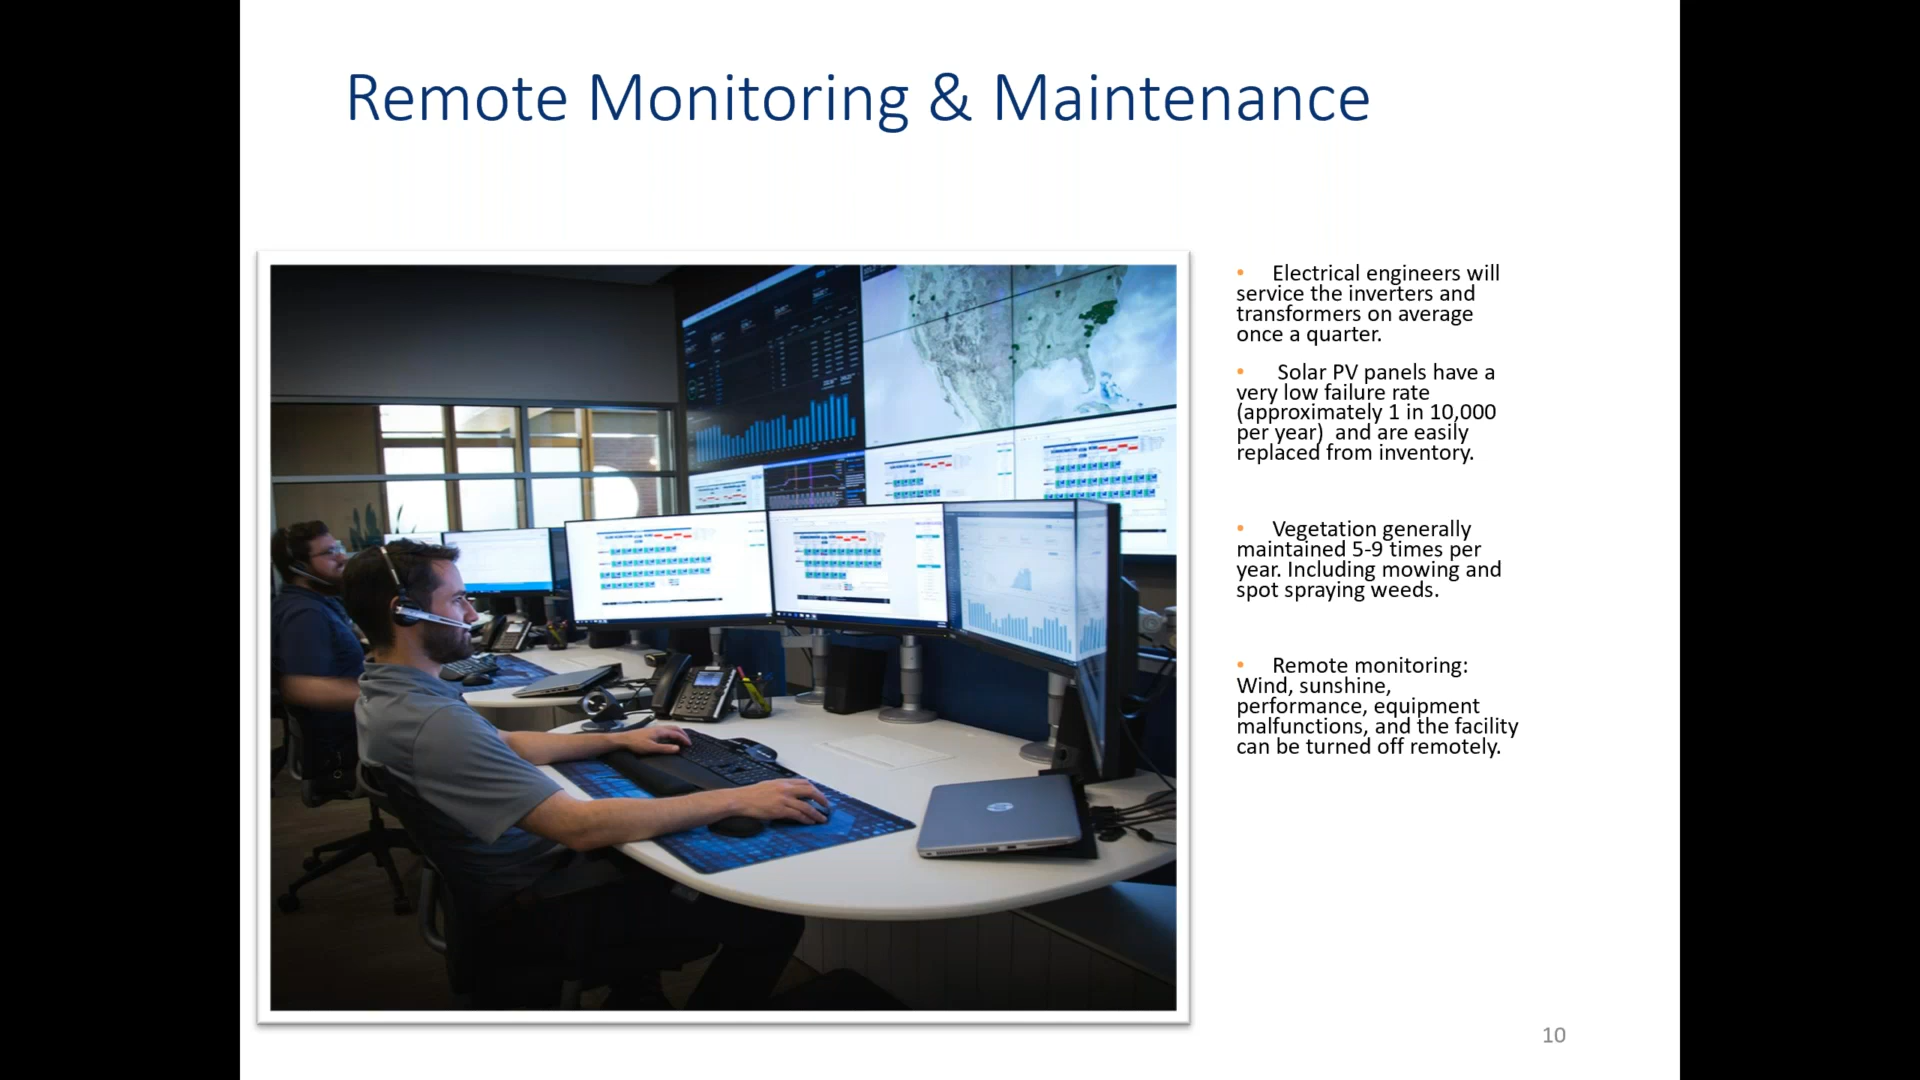 Remote Monitoring & Maintenance
• Electrical engineers will
service the inverters and
transformers on average
once a quarter.
• Solar PV panels have a
very low failure rate
(approximately 1 in 10,000
per year)  and are easily
replaced from inventory.
• Vegetation generally
maintained 5-9 times per
year. Including mowing and
spot spraying weeds.
• Remote monitoring:
Wind, sunshine,
performance, equipment
malfunctions, and the facility
can be turned off remotely.
hp
10